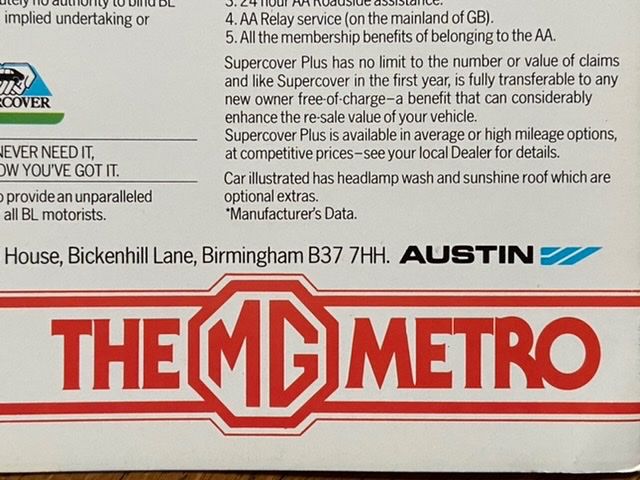 implied undertaking or
RCOVER
NEVER NEED IT,
OW YOU'VE GOT IT.
provide an unparalleled
all BL motorists.
3. 24 hour AA Roadside assistance.
4. AA Relay service (on the mainland of GB).
5. All the membership benefits of belonging to the AA.
Supercover Plus has no limit to the number or value of claims
and like Supercover in the first year, is fully transferable to any
new owner free-of-charge–a benefit that can considerably
enhance the re-sale value of your vehicle.
Supercover Plus is available in average or high mileage options,
at competitive prices–see your local Dealer for details.
Car illustrated has headlamp wash and sunshine roof which are
optional extras.
*Manufacturer's Data.
House, Bickenhill Lane, Birmingham B37 7HH. AUSTIN
THE MG METRO